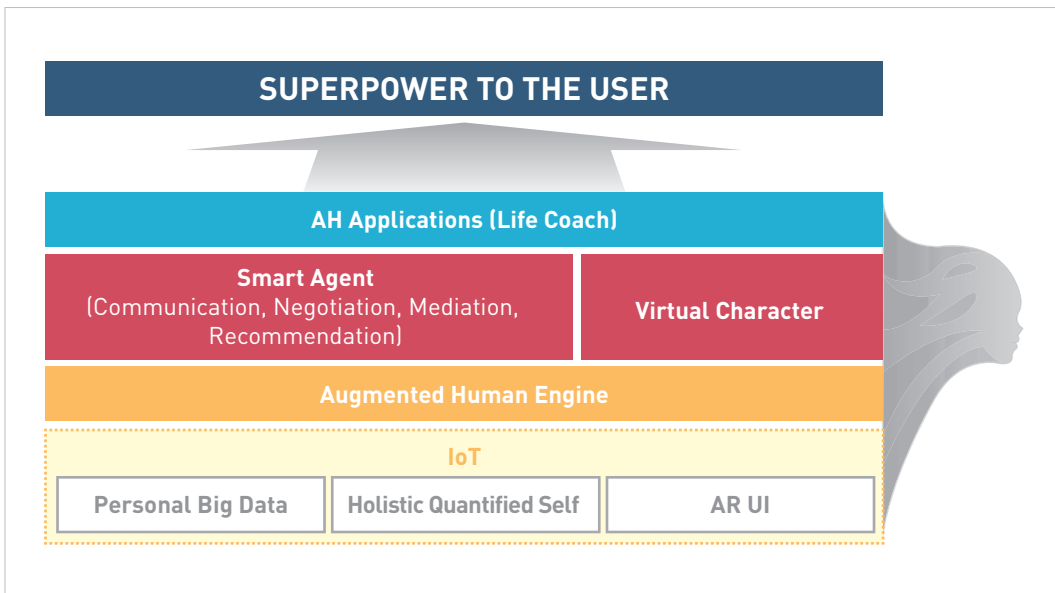 SUPERPOWER TO THE USER
AH Applications (Life Coach)
Smart Agent
(Communication, Negotiation, Mediation,
Recommendation)
Virtual Character
Augmented Human Engine
IoT
Personal Big Data
Holistic Quantified Self
AR UI